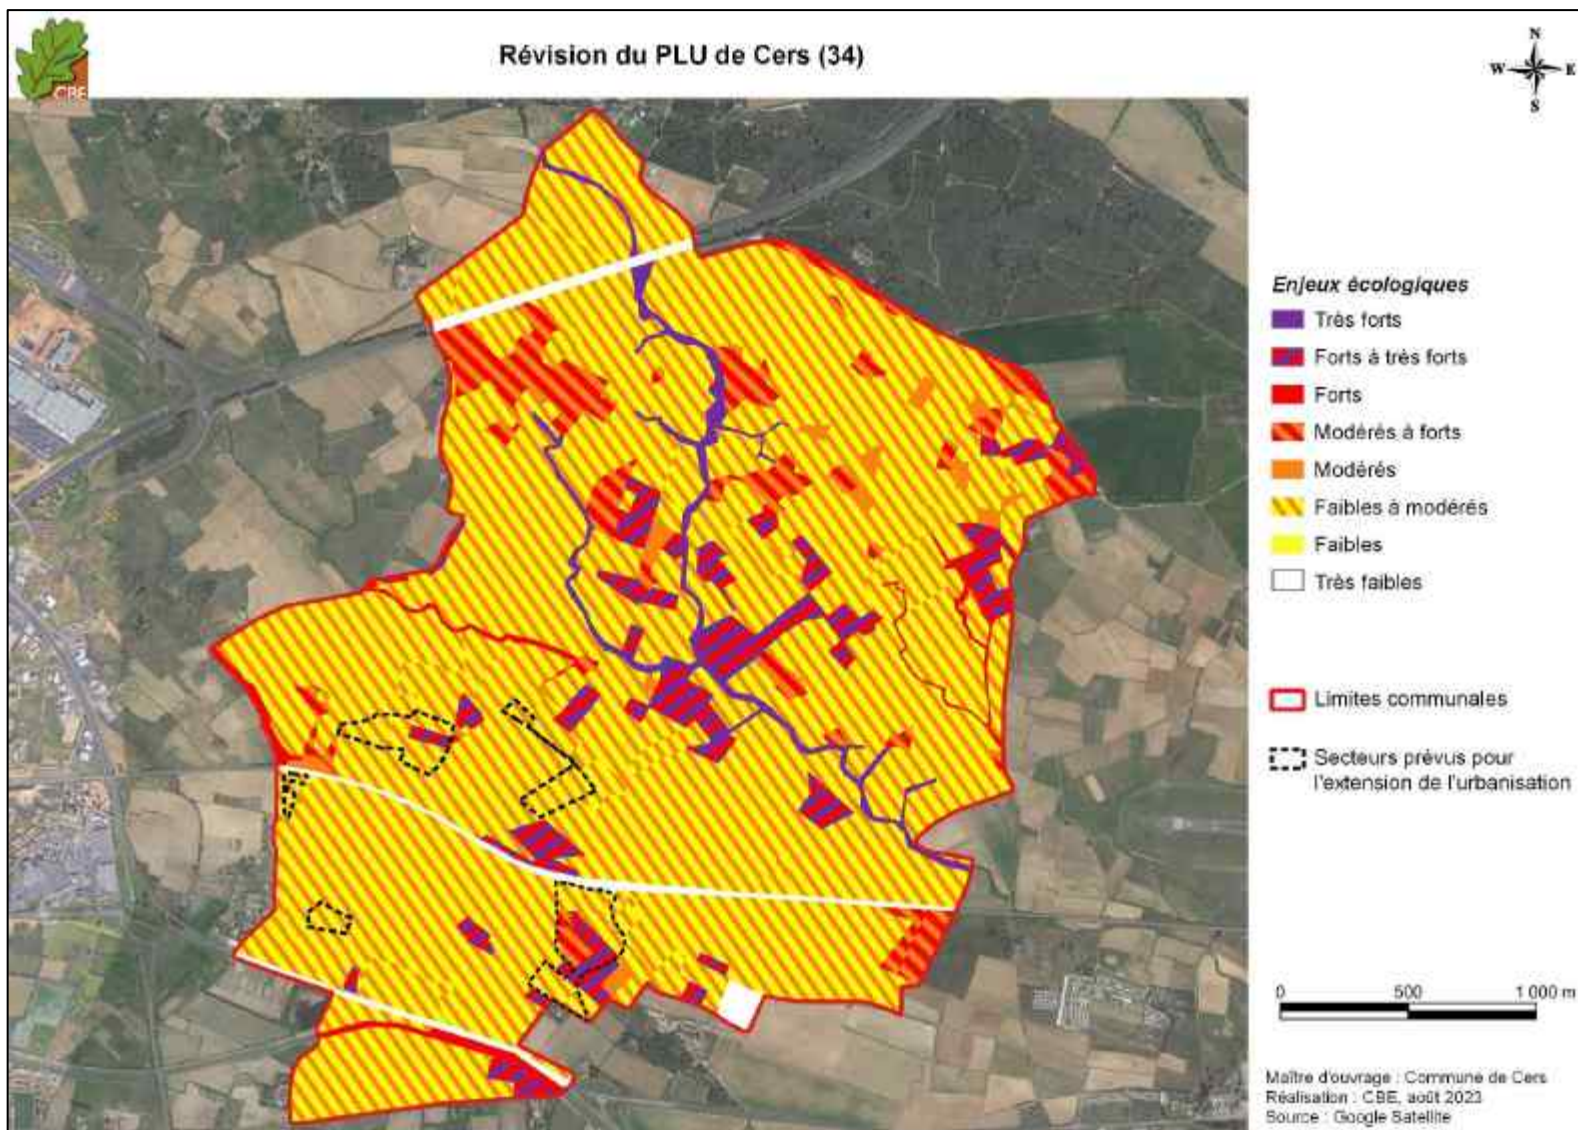 CBE
Révision du PLU de Cers (34)
N
W E
S
Enjeux écologiques
Très forts
Forts à très forts
Forts
Modérés à forts
Modérés
Faibles à modérés
Faibles
Très faibles
Limites communales
Secteurs prévus pour
l'extension de l'urbanisation
0 500 1 000 m
Maître d'ouvrage : Commune de Cers
Réalisation : CBE, août 2023
Source : Google Satellite